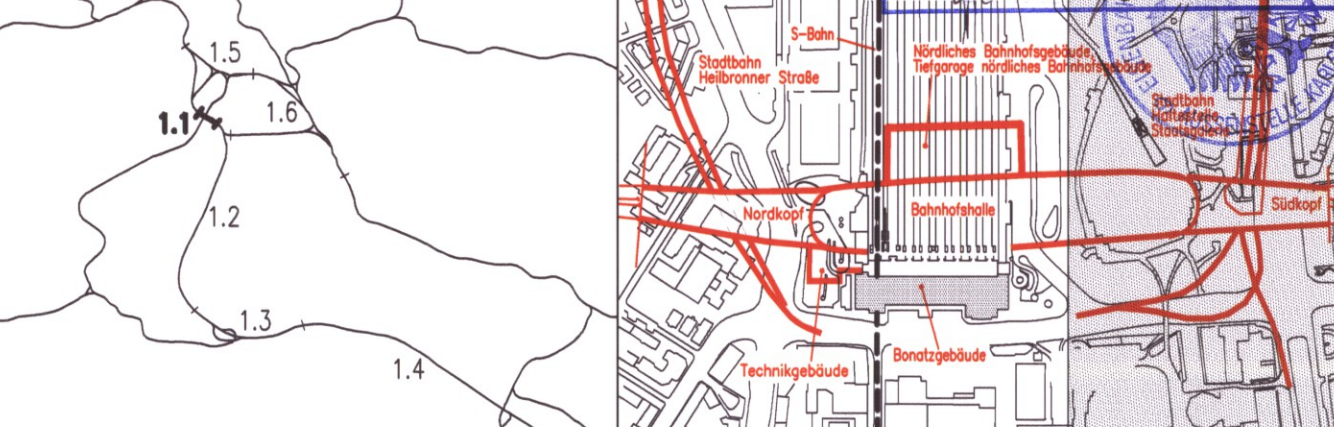 1.5
1.6
1.1
1.2
1.3
1.4
S-Bahn
Stadtbahn
Heilbronner Straße
Nördliches Bahnhofsgebäude,
Tiefgarage nördliches Bahnhofsgebäude
Stadtbahn
Haltestelle
Staatsgalerie
Nordkopf
Bahnhofshalle
Südkopf
Technikgebäude
Bonatzgebäude